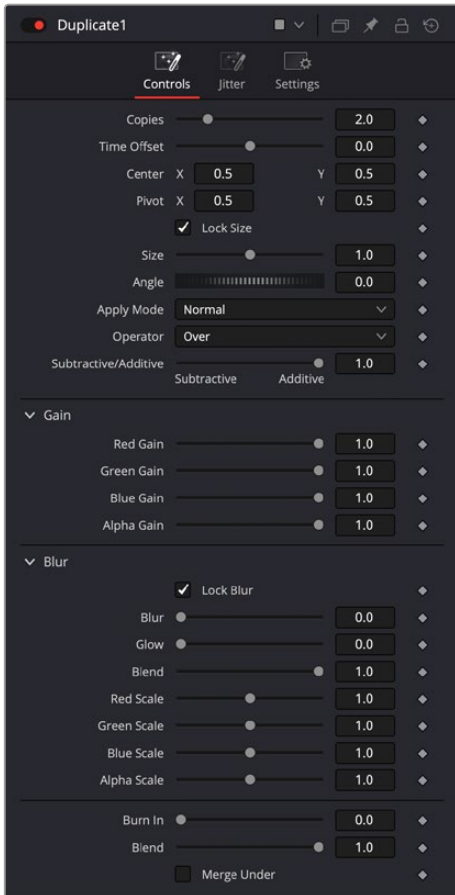 Duplicate1
Controls Jitter Settings
Copies 2.0
Time Offset 0.0
Center X 0.5 Y 0.5
Pivot X 0.5 Y 0.5
Lock Size
Size 1.0
Angle 0.0
Apply Mode Normal
Operator Over
Subtractive/Additive 1.0
Subtractive Additive
Gain
Red Gain 1.0
Green Gain 1.0
Blue Gain 1.0
Alpha Gain 1.0
Blur
Lock Blur
Blur 0.0
Glow 0.0
Blend 1.0
Red Scale 1.0
Green Scale 1.0
Blue Scale 1.0
Alpha Scale 1.0
Burn In 0.0
Blend 1.0
Merge Under